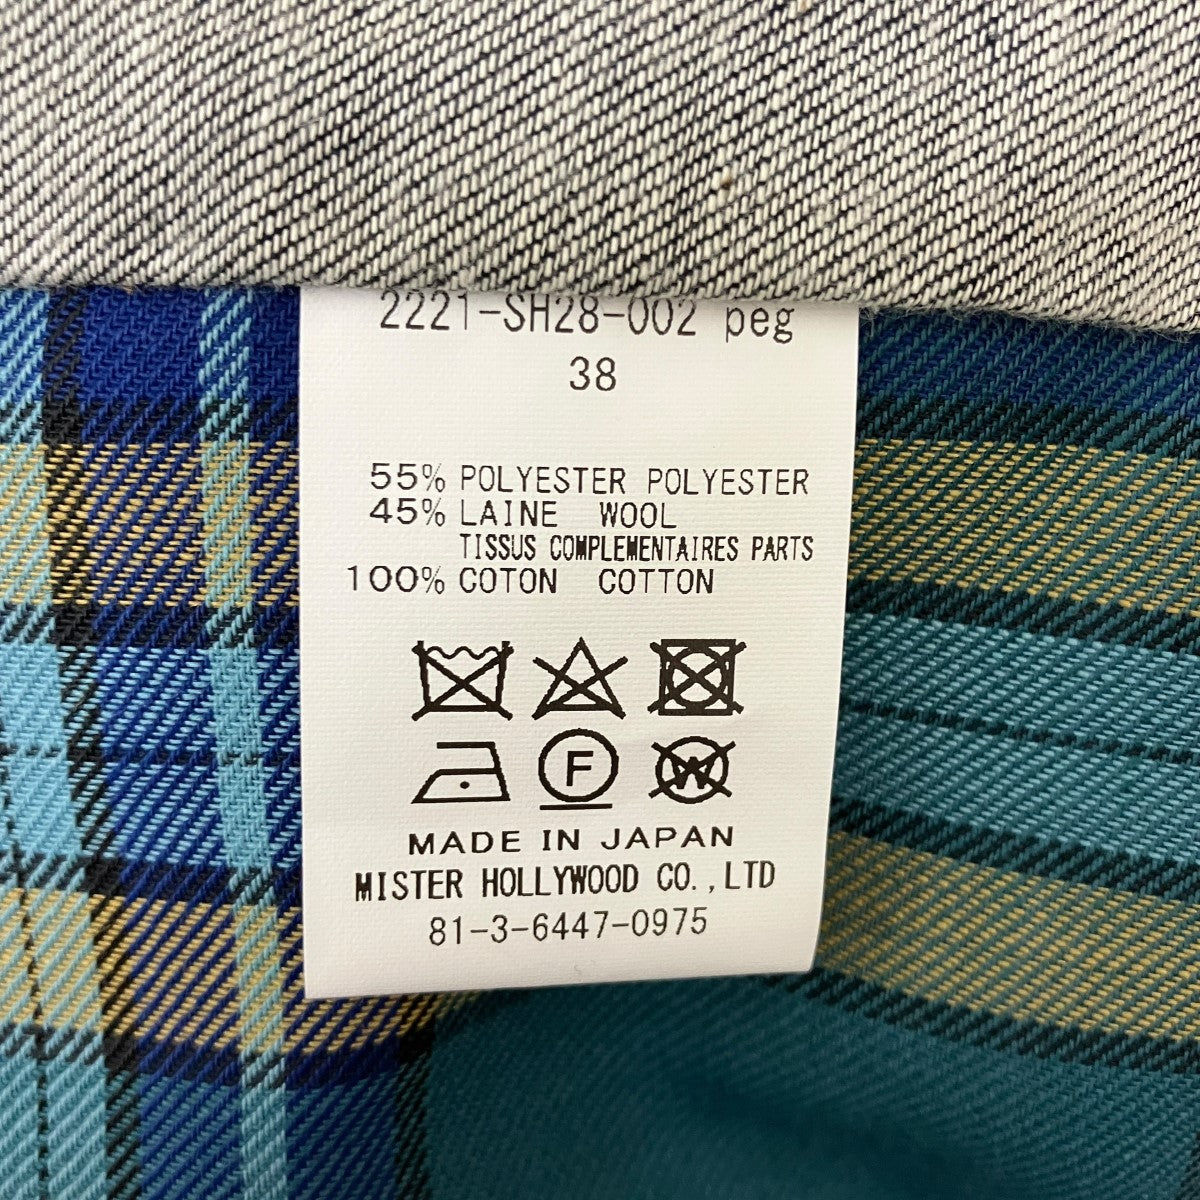 2221-SH28-002 peg
38
55% POLYESTER POLYESTER
45% LAINE WOOL
TISSUS COMPLEMENTAIRES PARTS
100% COTON COTTON
F W
MADE IN JAPAN
MISTER HOLLYWOOD CO.,LTD
81-3-6447-0975